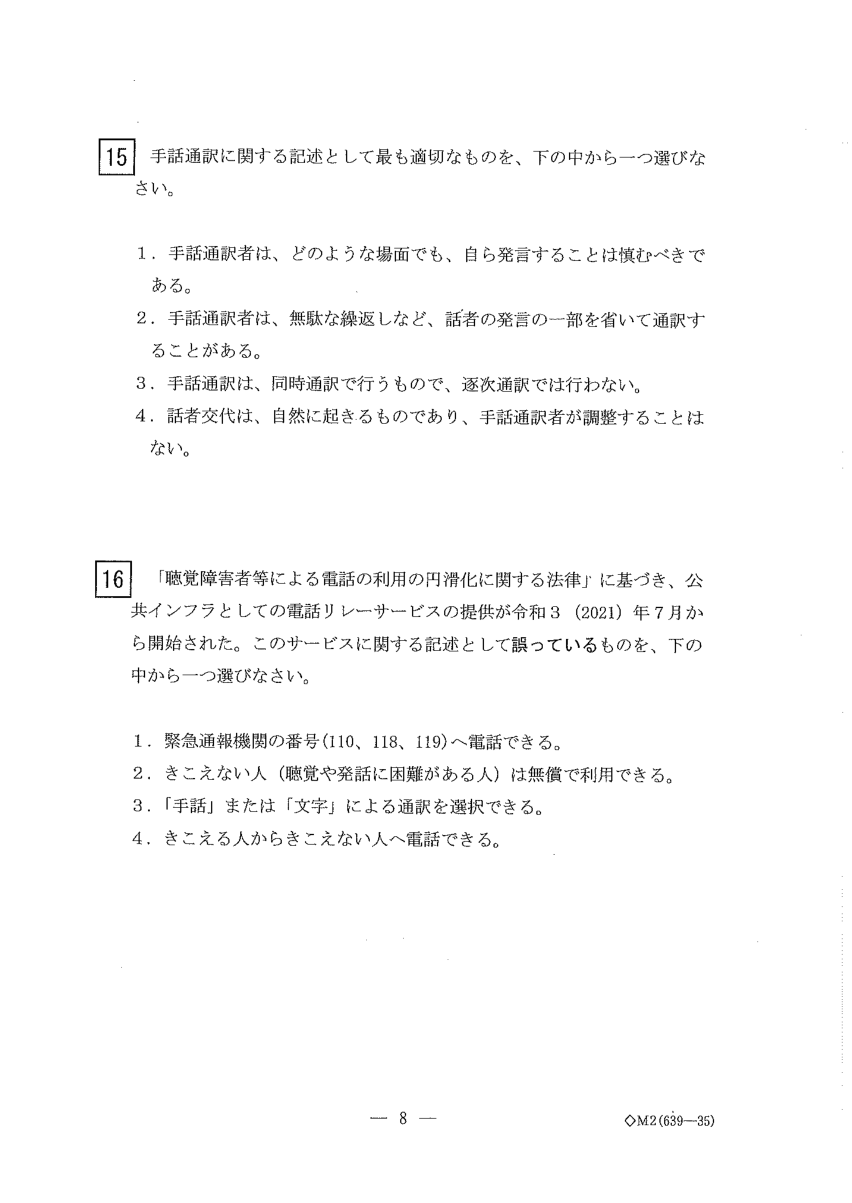 15　手話通訳に関する記述として最も適切なものを、下の中から一つ選びな
さい。
1．手話通訳者は、どのような場面でも、自ら発言することは慎むべきで
ある。
2．手話通訳者は、無駄な繰返しなど、話者の発言の一部を省いて通訳す
ることがある。
3．手話通訳は、同時通訳で行うもので、逐次通訳では行わない。
4．話者交代は、自然に起きるものであり、手話通訳者が調整することは
ない。
16　「聴覚障害者等による電話の利用の円滑化に関する法律」に基づき、公
共インフラとしての電話リレーサービスの提供が令和３（2021）年７月か
ら開始された。このサービスに関する記述として誤っているものを、下の
中から一つ選びなさい。
1．緊急通報機関の番号(110、118、119)へ電話できる。
2．きこえない人（聴覚や発話に困難がある人）は無償で利用できる。
3．「手話」または「文字」による通訳を選択できる。
4．きこえる人からきこえない人へ電話できる。
― 8 ―
◇M2(639―35)